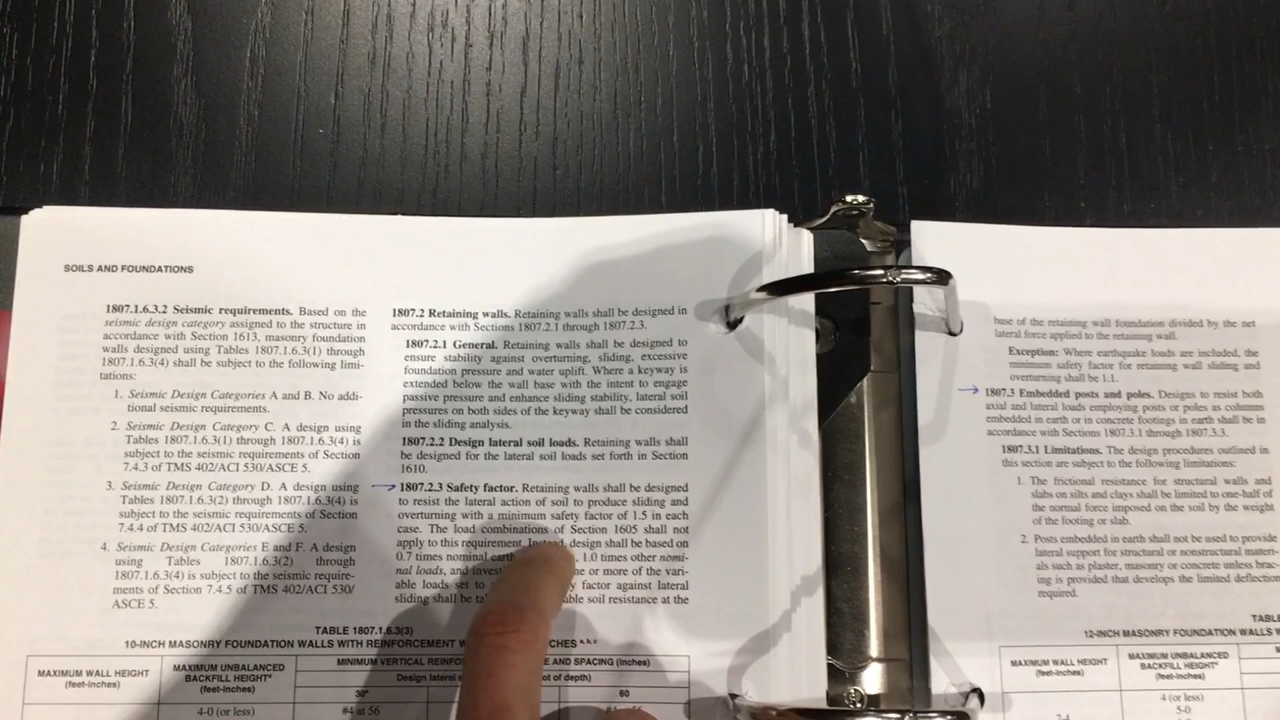 SOILS AND FOUNDATIONS
1807.1.6.3.2 Seismic requirements. Based on the
seismic design category assigned to the structure in
accordance with Section 1613, masonry foundation
walls designed using Tables 1807.1.6.3(1) through
1807.1.6.3(4) shall be subject to the following limi-
tations:
1. Seismic Design Categories A and B. No addi-
tional seismic requirements.
2. Seismic Design Category C. A design using
Tables 1807.1.6.3(1) through 1807.1.6.3(4) is
subject to the seismic requirements of Section
7.4.3 of TMS 402/ACI 530/ASCE 5.
3. Seismic Design Category D. A design using
Tables 1807.1.6.3(2) through 1807.1.6.3(4) is
subject to the seismic requirements of Section
7.4.4 of TMS 402/ACI 530/ASCE 5.
4. Seismic Design Categories E and F. A design
using Tables 1807.1.6.3(2) through
1807.1.6.3(4) is subject to the seismic require-
ments of Section 7.4.5 of TMS 402/ACI 530/
ASCE 5.
1807.2 Retaining walls. Retaining walls shall be designed in
accordance with Sections 1807.2.1 through 1807.2.3.
1807.2.1 General. Retaining walls shall be designed to
ensure stability against overturning, sliding, excessive
foundation pressure and water uplift. Where a keyway is
extended below the wall base with the intent to engage
passive pressure and enhance sliding stability, lateral soil
pressures on both sides of the keyway shall be considered
in the sliding analysis.
1807.2.2 Design lateral soil loads. Retaining walls shall
be designed for the lateral soil loads set forth in Section
1610.
1807.2.3 Safety factor. Retaining walls shall be designed
to resist the lateral action of soil to produce sliding and
overturning with a minimum safety factor of 1.5 in each
case. The load combinations of Section 1605 shall not
apply to this requirement. Instead, design shall be based on
0.7 times nominal 1.0 times other nomi-
nal loads, and or more of the vari-
able loads set to factor against lateral
sliding shall be soil resistance at the
TABLE 1807.1.6.3(3)
10-INCH MASONRY FOUNDATION WALLS WITH REINFORCEMENT a, b, c
MAXIMUM WALL HEIGHT
(feet-inches)
MAXIMUM UNBALANCED
BACKFILL HEIGHT d
(feet-inches)
MINIMUM VERTICAL AND SPACING (inches)
Design lateral of depth)
30 60
4-0 (or less) #4 at 56
base of the retaining wall foundation divided by the net
lateral force applied to the retaining wall.
Exception: Where earthquake loads are included, the
minimum safety factor for retaining wall sliding and
overturning shall be 1.1.
1807.3 Embedded posts and poles. Designs to resist both
axial and lateral loads employing posts or poles as columns
embedded in earth or in concrete footings in earth shall be in
accordance with Sections 1807.3.1 through 1807.3.3.
1807.3.1 Limitations. The design procedures outlined in
this section are subject to the following limitations:
1. The frictional resistance for structural walls and
slabs on silts and clays shall be limited to one-half of
the normal force imposed on the soil by the weight
of the footing or slab.
2. Posts embedded in earth shall not be used to provide
lateral support for structural or nonstructural materi-
als such as plaster, masonry or concrete unless brac-
ing is provided that develops the limited deflection
required.
12-INCH MASONRY FOUNDATION WALLS
MAXIMUM WALL HEIGHT
(feet-inches)
MAXIMUM UNBALANCED
BACKFILL HEIGHT d
(feet-inches)
4 (or less)
5-0